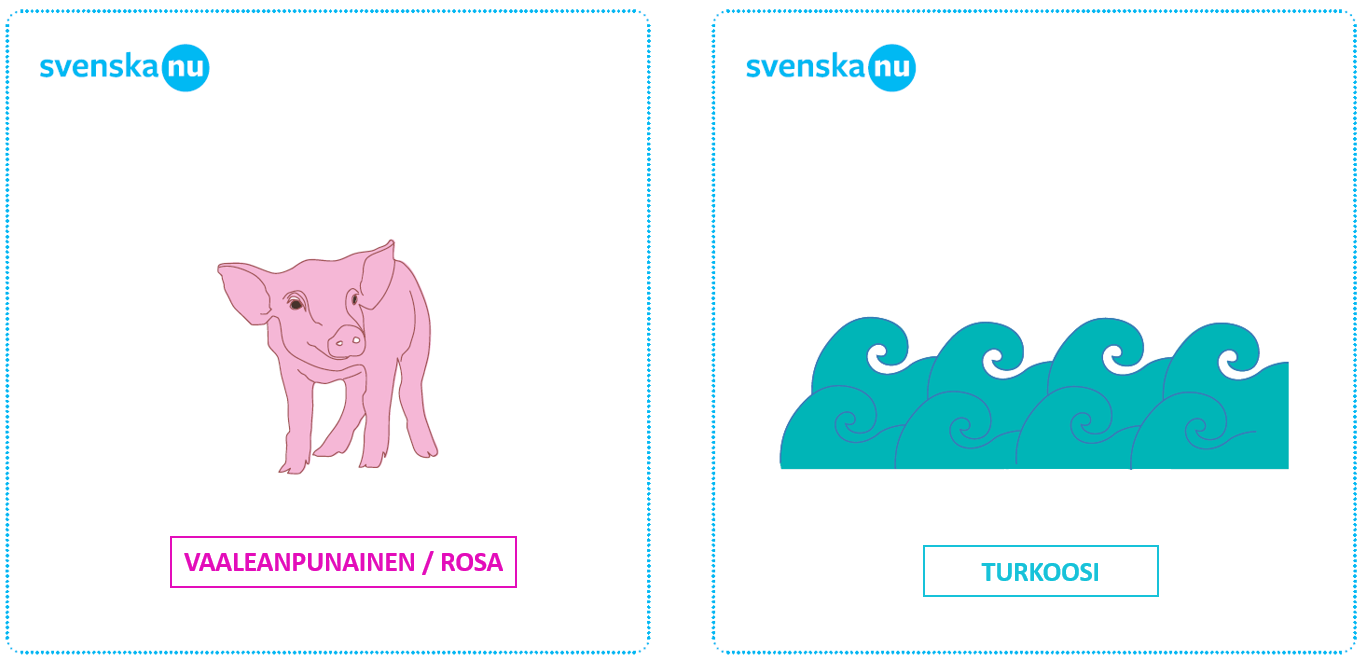 svenska nu
VAALEANPUNAINEN / ROSA
svenska nu
TURKOOSI